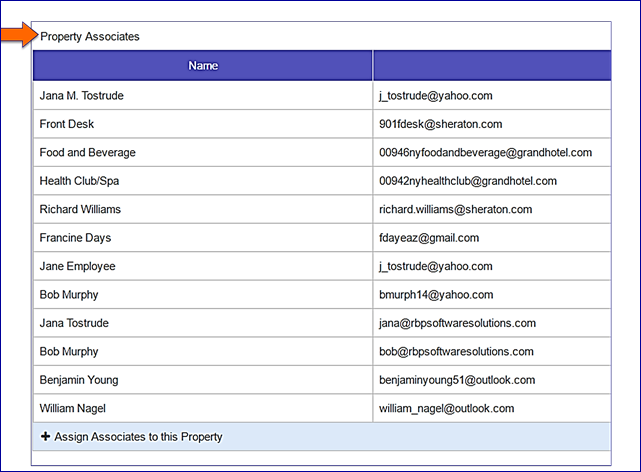 Property Associates
Name
Jana M. Tostrude j_tostrude@yahoo.com
Front Desk 901fdesk@sheraton.com
Food and Beverage 00946nyfoodandbeverage@grandhotel.com
Health Club/Spa 00942nyhealthclub@grandhotel.com
Richard Williams richard.williams@sheraton.com
Francine Days fdayeaz@gmail.com
Jane Employee j_tostrude@yahoo.com
Bob Murphy bmurph14@yahoo.com
Jana Tostrude jana@rbpsoftwaresolutions.com
Bob Murphy bob@rbpsoftwaresolutions.com
Benjamin Young benjaminyoung51@outlook.com
William Nagel william_nagel@outlook.com
+ Assign Associates to this Property